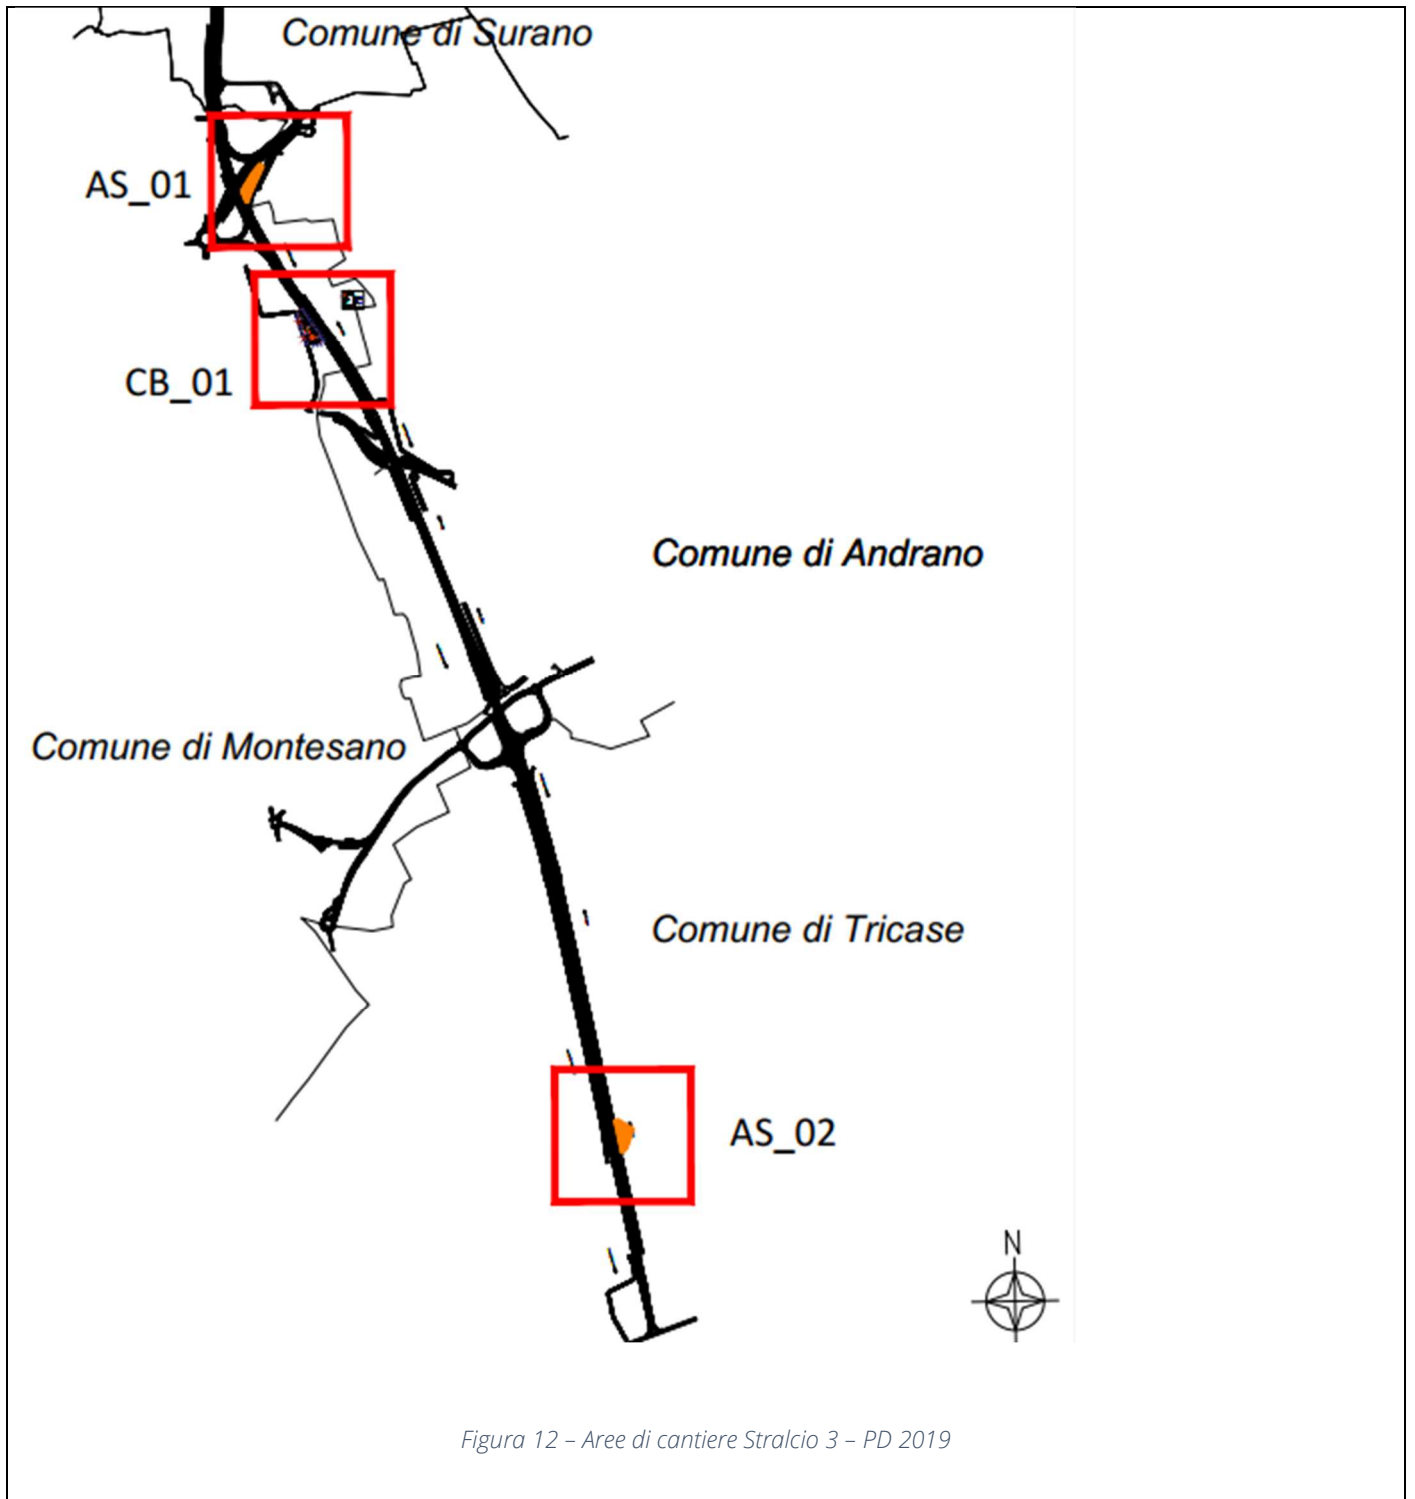 Comune di Surano
AS_01
CB_01
Comune di Andrano
Comune di Montesano
Comune di Tricase
AS_02
N
Figura 12 – Aree di cantiere Stralcio 3 – PD 2019